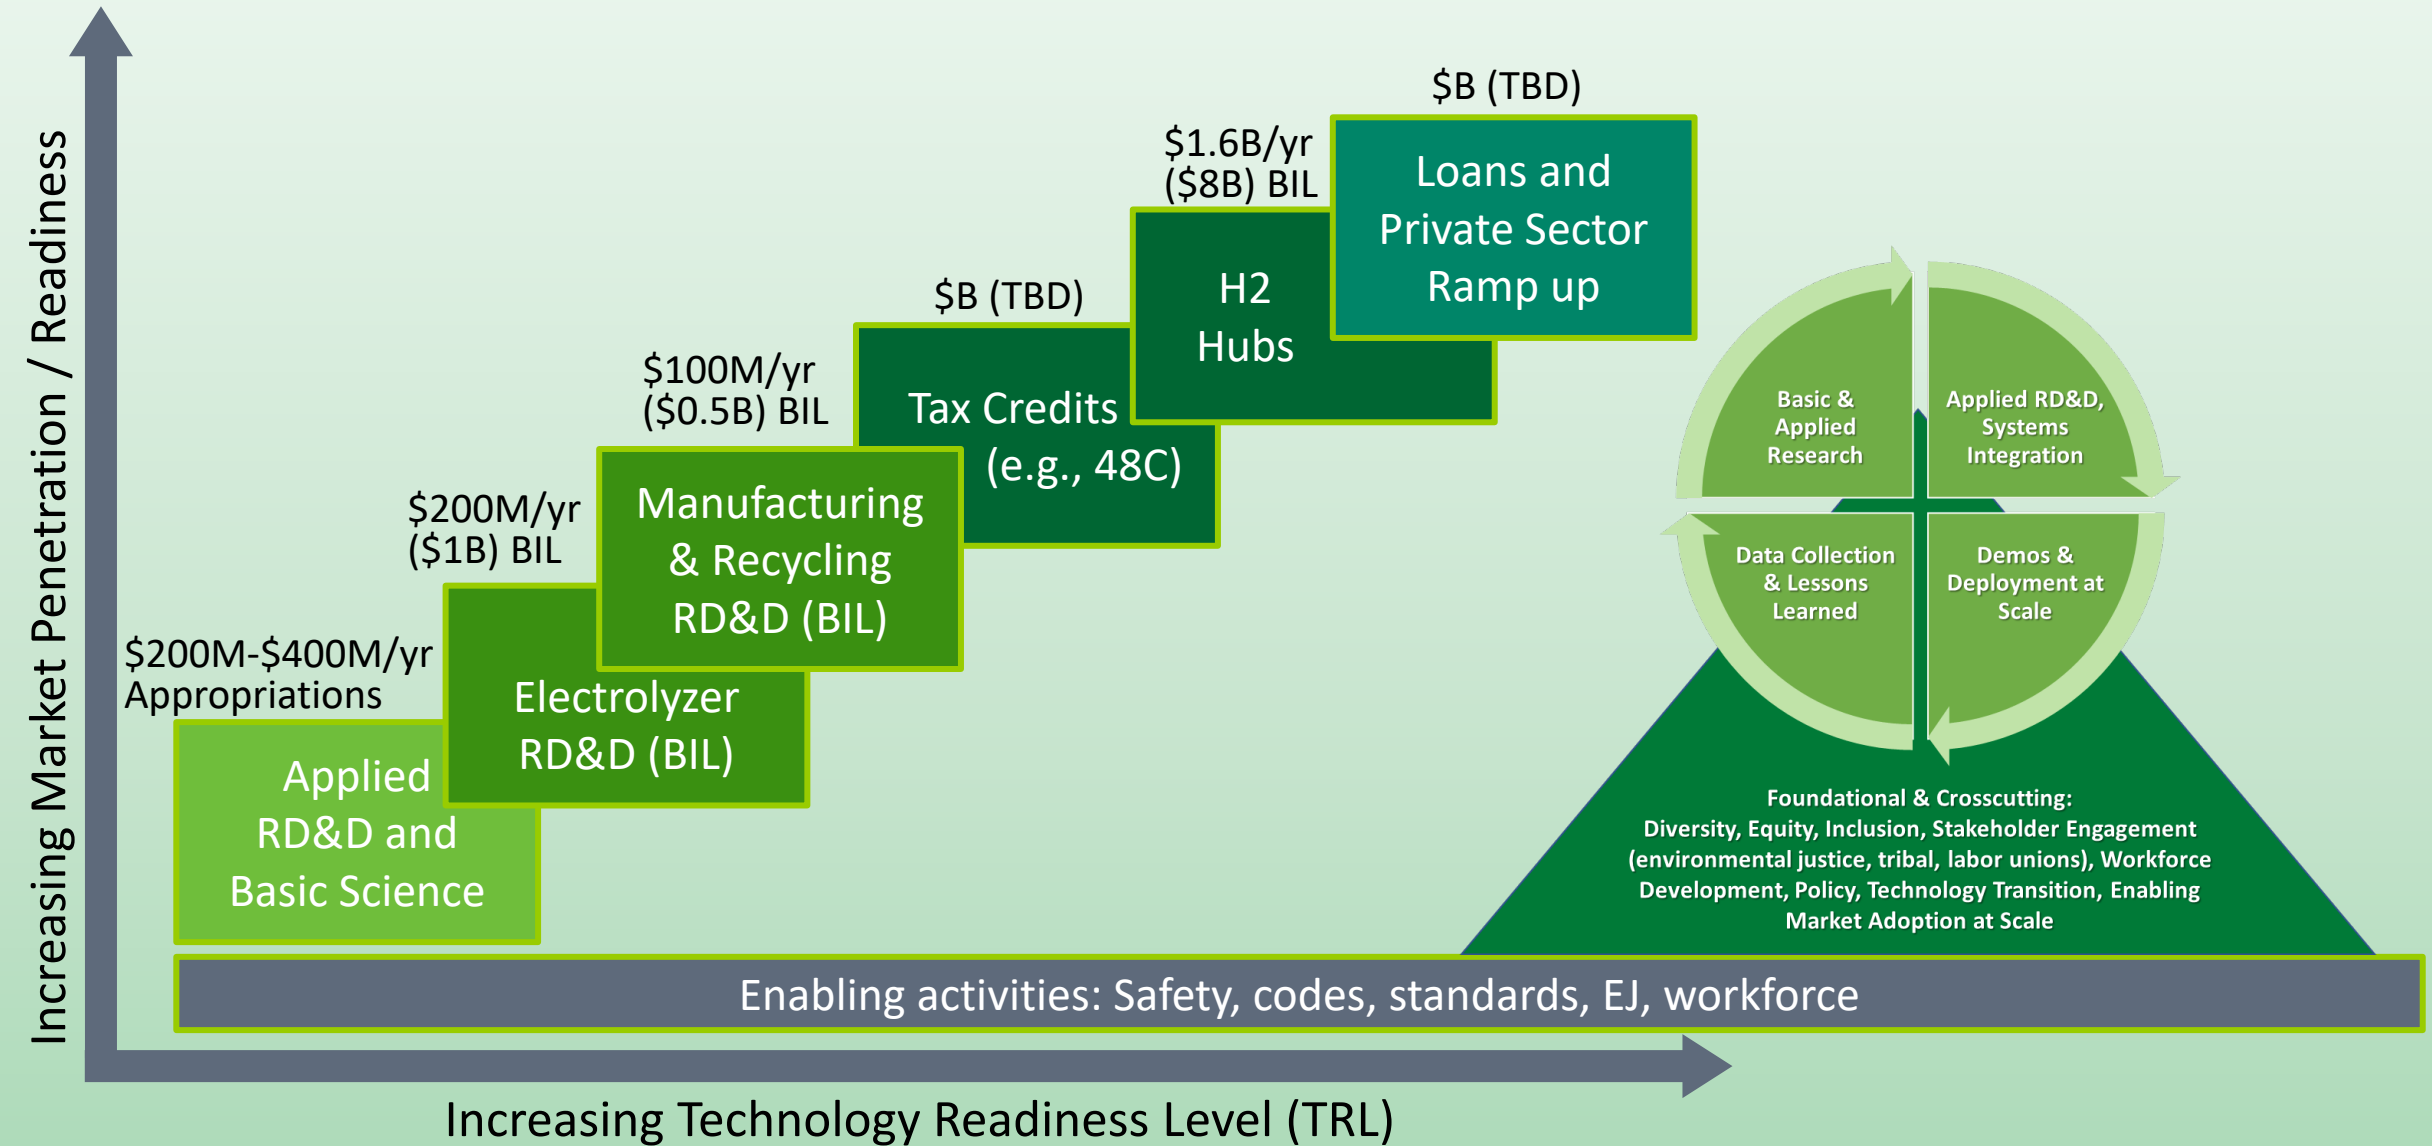 Increasing Market Penetration / Readiness
$B (TBD)
Loans and
Private Sector
Ramp up
$1.6B/yr
($8B) BIL
H2
Hubs
$B (TBD)
Tax Credits
(e.g., 48C)
$100M/yr
($0.5B) BIL
Manufacturing
& Recycling
RD&D (BIL)
$200M/yr
($1B) BIL
Electrolyzer
RD&D (BIL)
$200M-$400M/yr
Appropriations
Applied
RD&D and
Basic Science
Basic &
Applied
Research
Applied RD&D,
Systems
Integration
Data Collection
& Lessons
Learned
Demos &
Deployment at
Scale
Foundational & Crosscutting:
Diversity, Equity, Inclusion, Stakeholder Engagement
(environmental justice, tribal, labor unions), Workforce
Development, Policy, Technology Transition, Enabling
Market Adoption at Scale
Enabling activities: Safety, codes, standards, EJ, workforce
Increasing Technology Readiness Level (TRL)